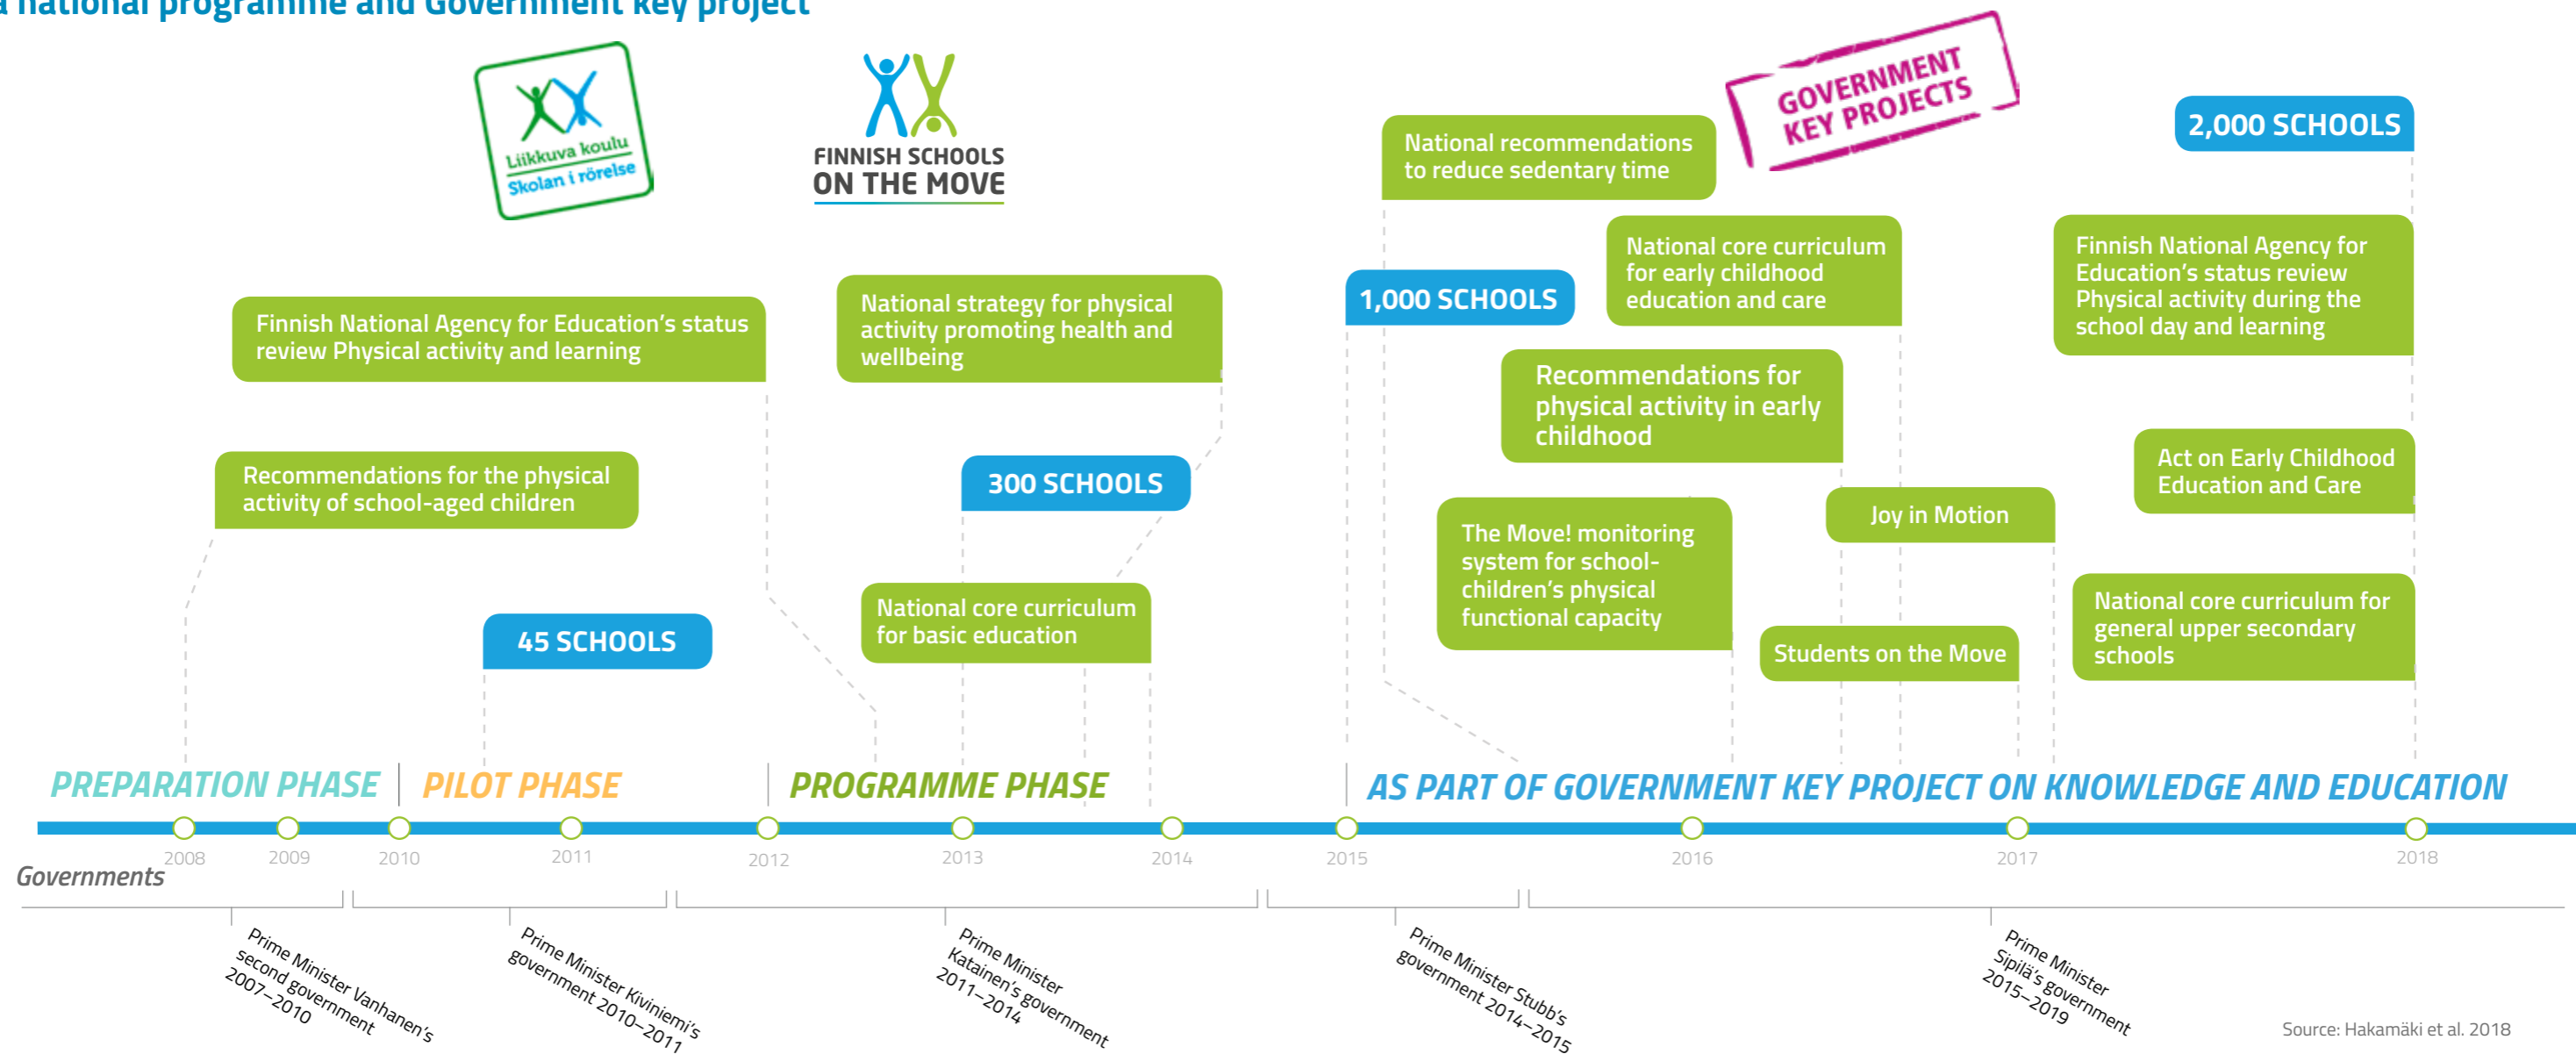 a national programme and Government key project
Liikkuva koulu
Skolan i rörelse
FINNISH SCHOOLS
ON THE MOVE
GOVERNMENT
KEY PROJECTS
2,000 SCHOOLS
National recommendations
to reduce sedentary time
National core curriculum
for early childhood
education and care
Finnish National Agency for
Education's status review
Physical activity during the
school day and learning
1,000 SCHOOLS
National strategy for physical
activity promoting health and
wellbeing
Finnish National Agency for Education's status
review Physical activity and learning
Recommendations for
physical activity in early
childhood
Act on Early Childhood
Education and Care
Recommendations for the physical
activity of school-aged children
300 SCHOOLS
The Move! monitoring
system for school-
children's physical
functional capacity
Joy in Motion
National core curriculum
for basic education
National core curriculum for
general upper secondary
schools
45 SCHOOLS
Students on the Move
PREPARATION PHASE
PILOT PHASE
PROGRAMME PHASE
AS PART OF GOVERNMENT KEY PROJECT ON KNOWLEDGE AND EDUCATION
2008
2009
2010
2011
2012
2013
2014
2015
2016
2017
2018
Governments
Prime Minister Vanhanen's
second government
2007–2010
Prime Minister Kiviniemi's
government 2010–2011
Prime Minister
Katainen's government
2011–2014
Prime Minister Stubb's
government 2014–2015
Prime Minister
Sipilä's government
2015–2019
Source: Hakamäki et al. 2018